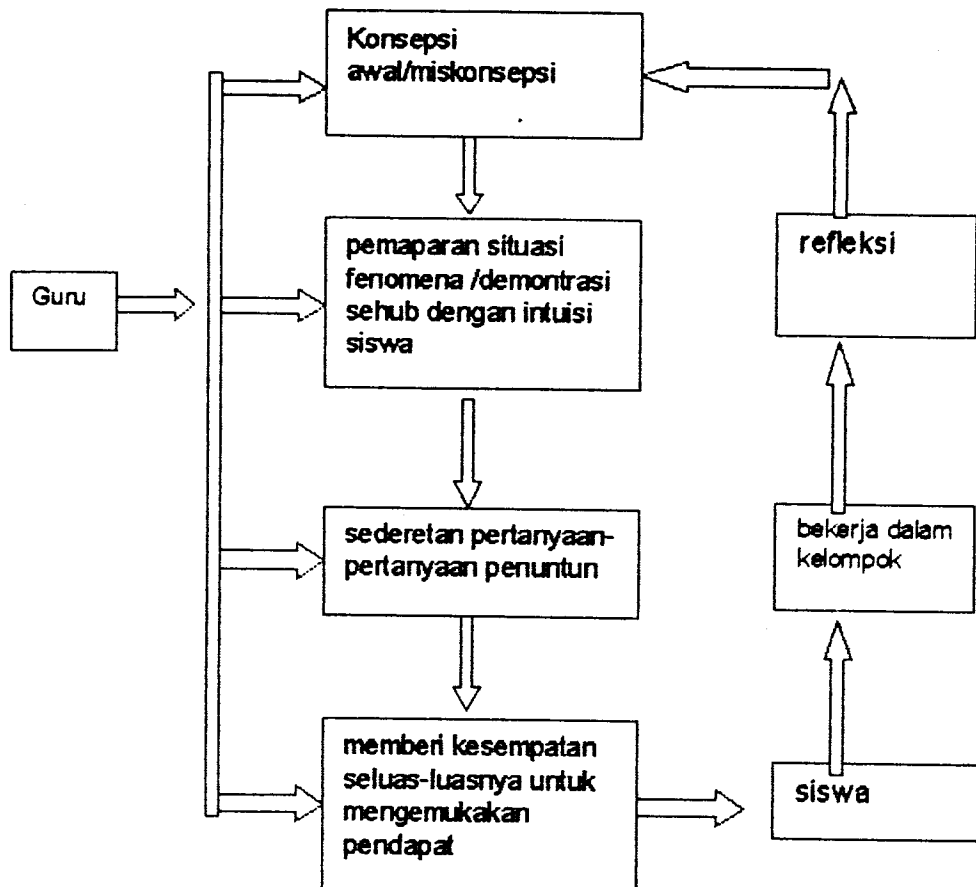 Konsepsi
awal/miskonsepsi
pemaparan situasi
fenomena /demontrasi
sehub dengan intuisi
siswa
refleksi
Guru
sederetan pertanyaan-
pertanyaan penuntun
bekerja dalam
kelompok
memberi kesempatan
seluas-luasnya untuk
mengemukakan
pendapat
siswa